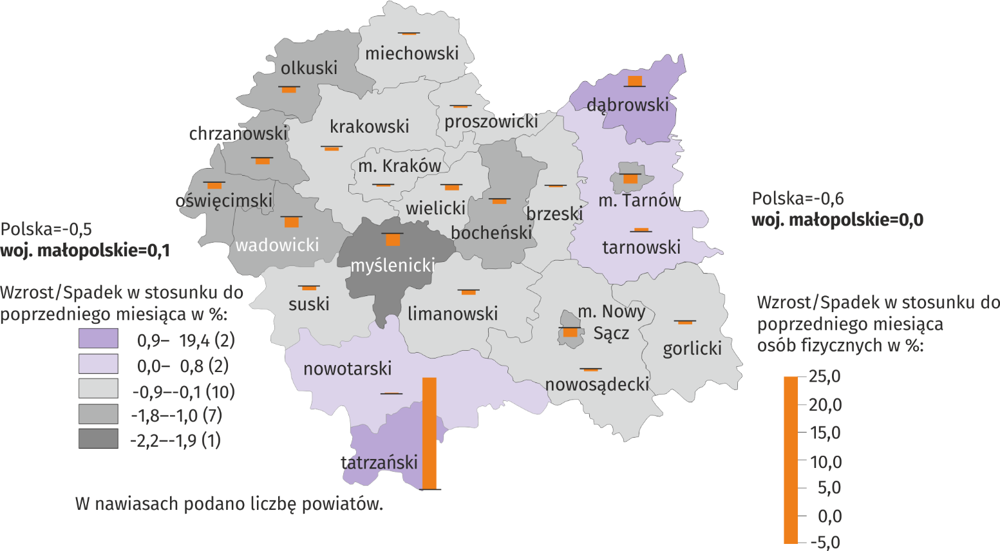 miechowski
olkuski
dąbrowski
chrzanowski
krakowski
proszowicki
m. Kraków
oświęcimski
wielicki
brzeski
m. Tarnów
bocheński
wadowicki
tarnowski
myślenicki
suski
limanowski
m. Nowy
Sącz
gorlicki
nowotarski
nowosądecki
tatrzański
Polska=-0,5
woj. małopolskie=0,1
Wzrost/Spadek w stosunku do
poprzedniego miesiąca w %:
0,9– 19,4 (2)
0,0– 0,8 (2)
-0,9–-0,1 (10)
-1,8–-1,0 (7)
-2,2–-1,9 (1)
W nawiasach podano liczbę powiatów.
Polska=-0,6
woj. małopolskie=0,0
Wzrost/Spadek w stosunku do
poprzedniego miesiąca
osób fizycznych w %:
25,0
20,0
15,0
10,0
5,0
0,0
-5,0